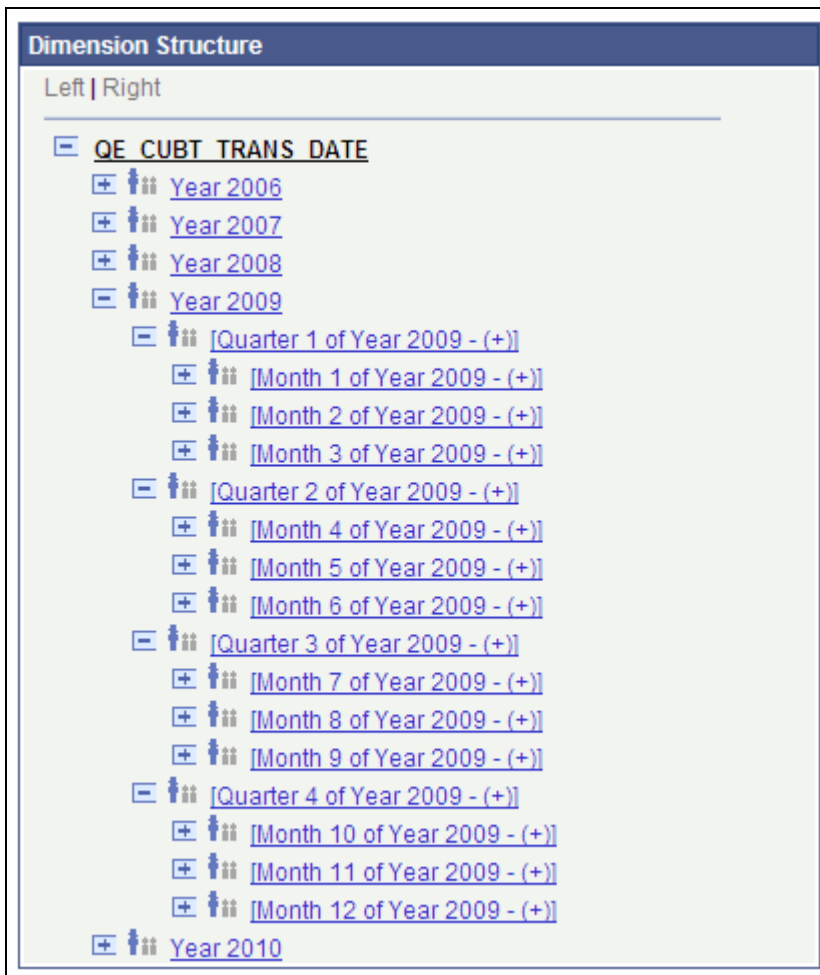 Dimension Structure
Left | Right
QE_CUBT_TRANS_DATE
Year 2006
Year 2007
Year 2008
Year 2009
[Quarter 1 of Year 2009 - (+)]
[Month 1 of Year 2009 - (+)]
[Month 2 of Year 2009 - (+)]
[Month 3 of Year 2009 - (+)]
[Quarter 2 of Year 2009 - (+)]
[Month 4 of Year 2009 - (+)]
[Month 5 of Year 2009 - (+)]
[Month 6 of Year 2009 - (+)]
[Quarter 3 of Year 2009 - (+)]
[Month 7 of Year 2009 - (+)]
[Month 8 of Year 2009 - (+)]
[Month 9 of Year 2009 - (+)]
[Quarter 4 of Year 2009 - (+)]
[Month 10 of Year 2009 - (+)]
[Month 11 of Year 2009 - (+)]
[Month 12 of Year 2009 - (+)]
Year 2010